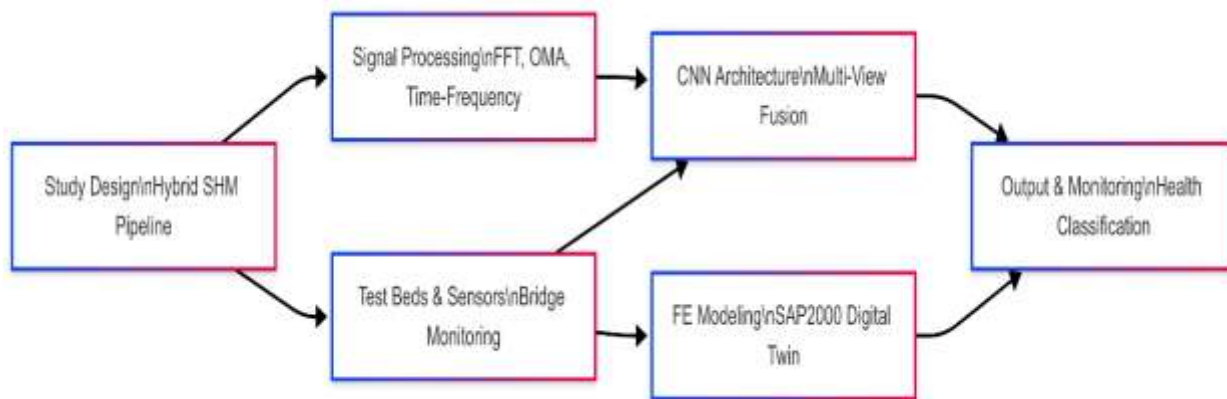 Study Design\nHybrid SHM
Pipeline
Signal Processing\nFFT, OMA,
Time-Frequency
Test Beds & Sensors\nBridge
Monitoring
CNN Architecture\nMulti-View
Fusion
FE Modeling\nSAP2000 Digital
Twin
Output & Monitoring\nHealth
Classification